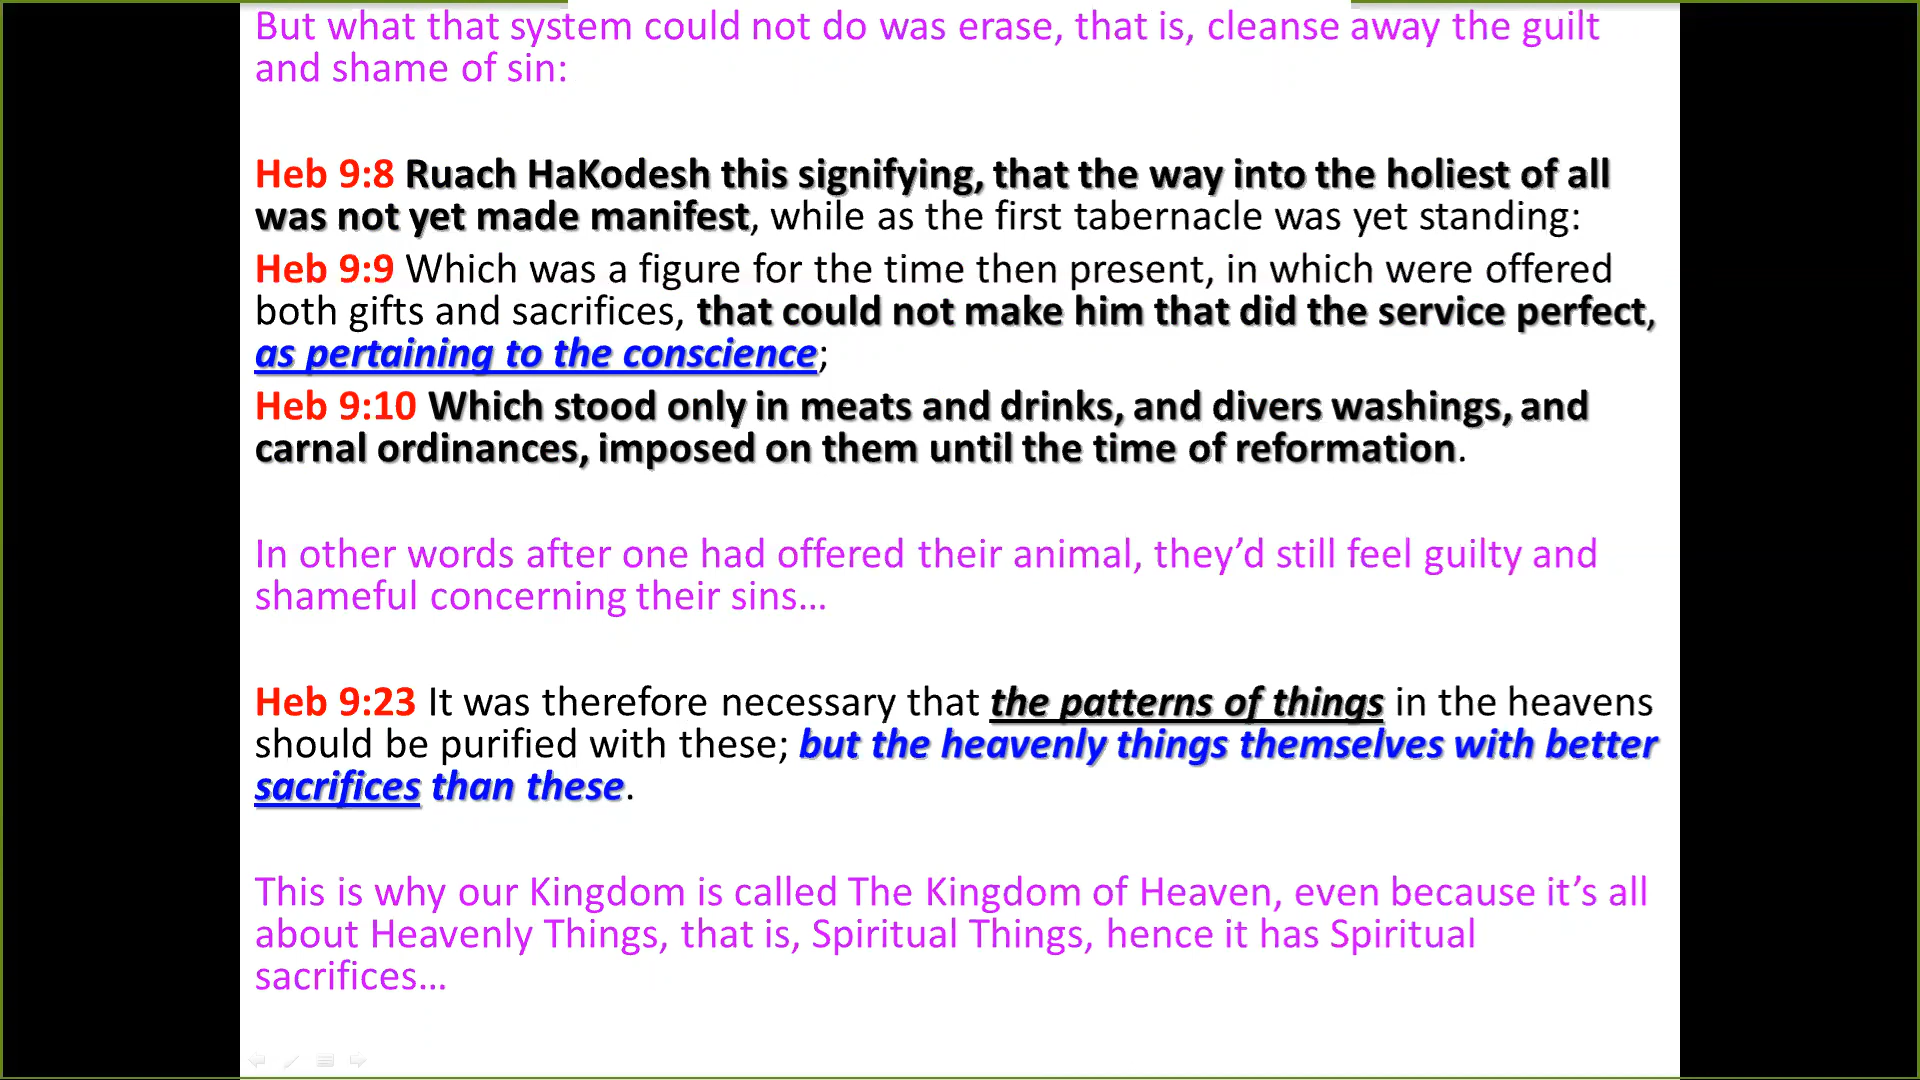 But what that system could not do was erase, that is, cleanse away the guilt
and shame of sin:
Heb 9:8 Ruach HaKodesh this signifying, that the way into the holiest of all
was not yet made manifest, while as the first tabernacle was yet standing:
Heb 9:9 Which was a figure for the time then present, in which were offered
both gifts and sacrifices, that could not make him that did the service perfect,
as pertaining to the conscience;
Heb 9:10 Which stood only in meats and drinks, and divers washings, and
carnal ordinances, imposed on them until the time of reformation.
In other words after one had offered their animal, they’d still feel guilty and
shameful concerning their sins…
Heb 9:23 It was therefore necessary that the patterns of things in the heavens
should be purified with these; but the heavenly things themselves with better
sacrifices than these.
This is why our Kingdom is called The Kingdom of Heaven, even because it’s all
about Heavenly Things, that is, Spiritual Things, hence it has Spiritual
sacrifices…